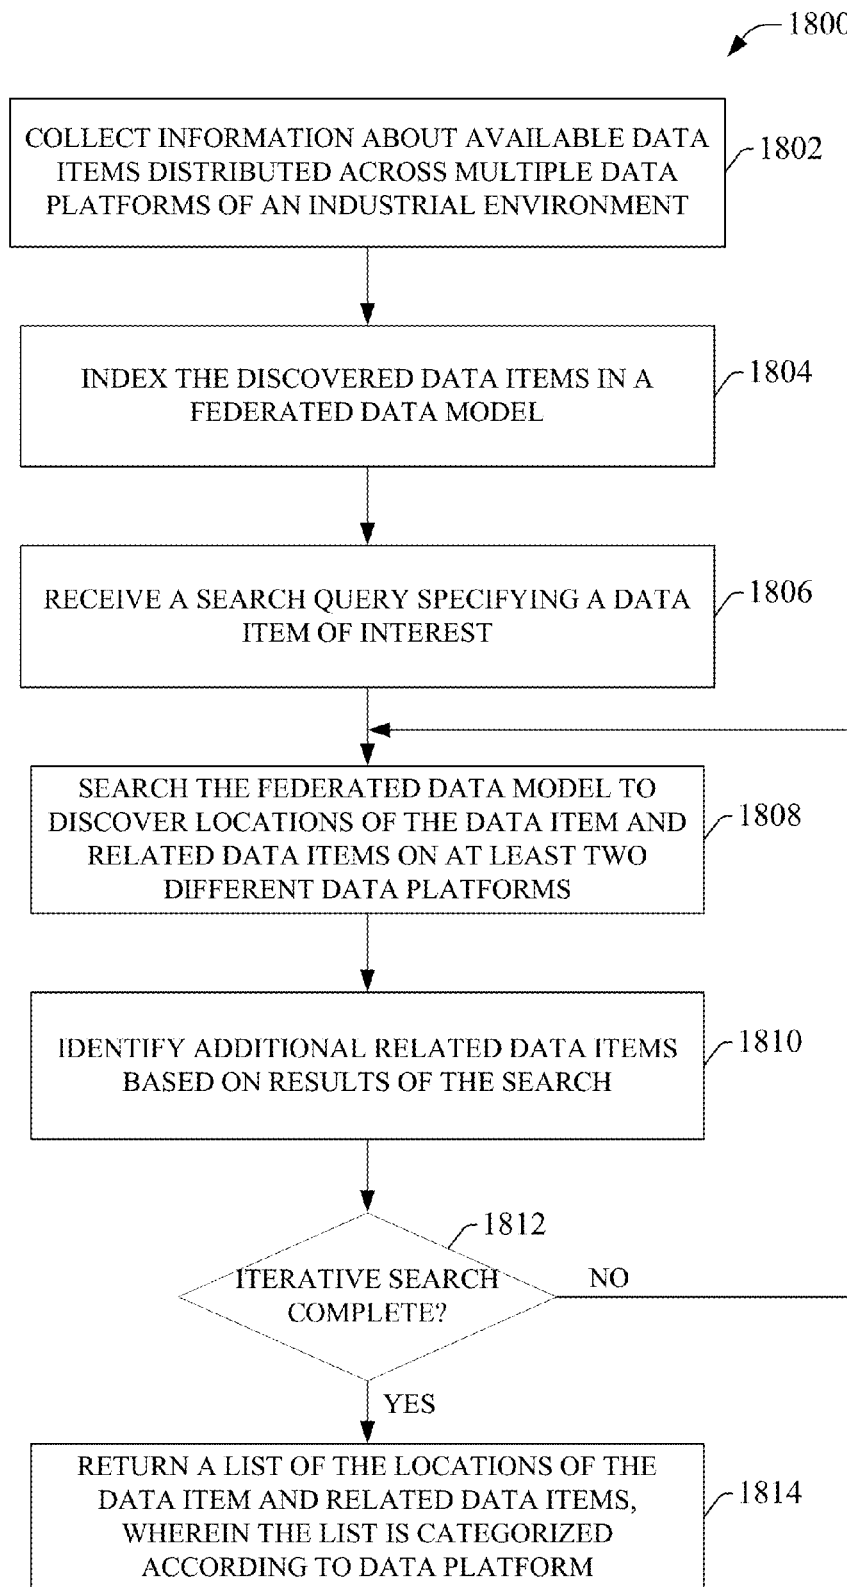 1800
COLLECT INFORMATION ABOUT AVAILABLE DATA
ITEMS DISTRIBUTED ACROSS MULTIPLE DATA
PLATFORMS OF AN INDUSTRIAL ENVIRONMENT
1802
INDEX THE DISCOVERED DATA ITEMS IN A
FEDERATED DATA MODEL
1804
RECEIVE A SEARCH QUERY SPECIFYING A DATA
ITEM OF INTEREST
1806
SEARCH THE FEDERATED DATA MODEL TO
DISCOVER LOCATIONS OF THE DATA ITEM AND
RELATED DATA ITEMS ON AT LEAST TWO
DIFFERENT DATA PLATFORMS
1808
IDENTIFY ADDITIONAL RELATED DATA ITEMS
BASED ON RESULTS OF THE SEARCH
1810
1812
ITERATIVE SEARCH
COMPLETE?
NO
YES
RETURN A LIST OF THE LOCATIONS OF THE
DATA ITEM AND RELATED DATA ITEMS,
WHEREIN THE LIST IS CATEGORIZED
ACCORDING TO DATA PLATFORM
1814